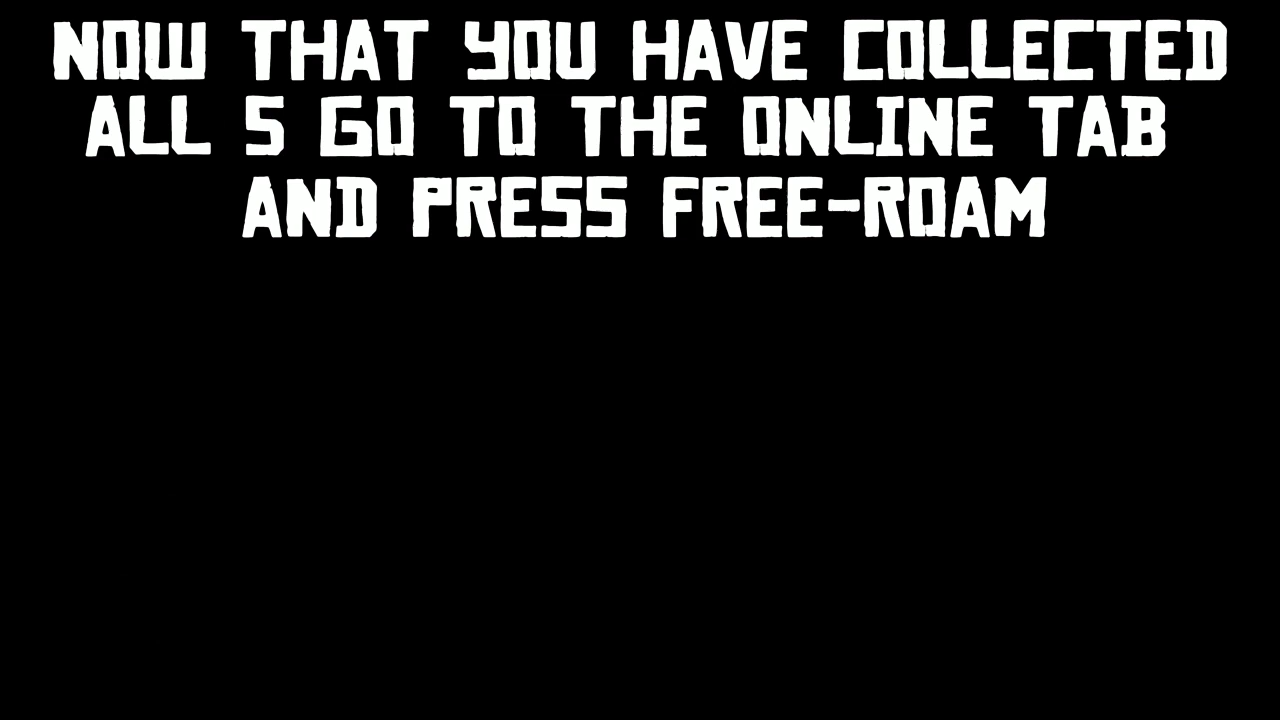 NOW THAT YOU HAVE COLLECTED
ALL 5 GO TO THE ONLINE TAB
AND PRESS FREE-ROAM